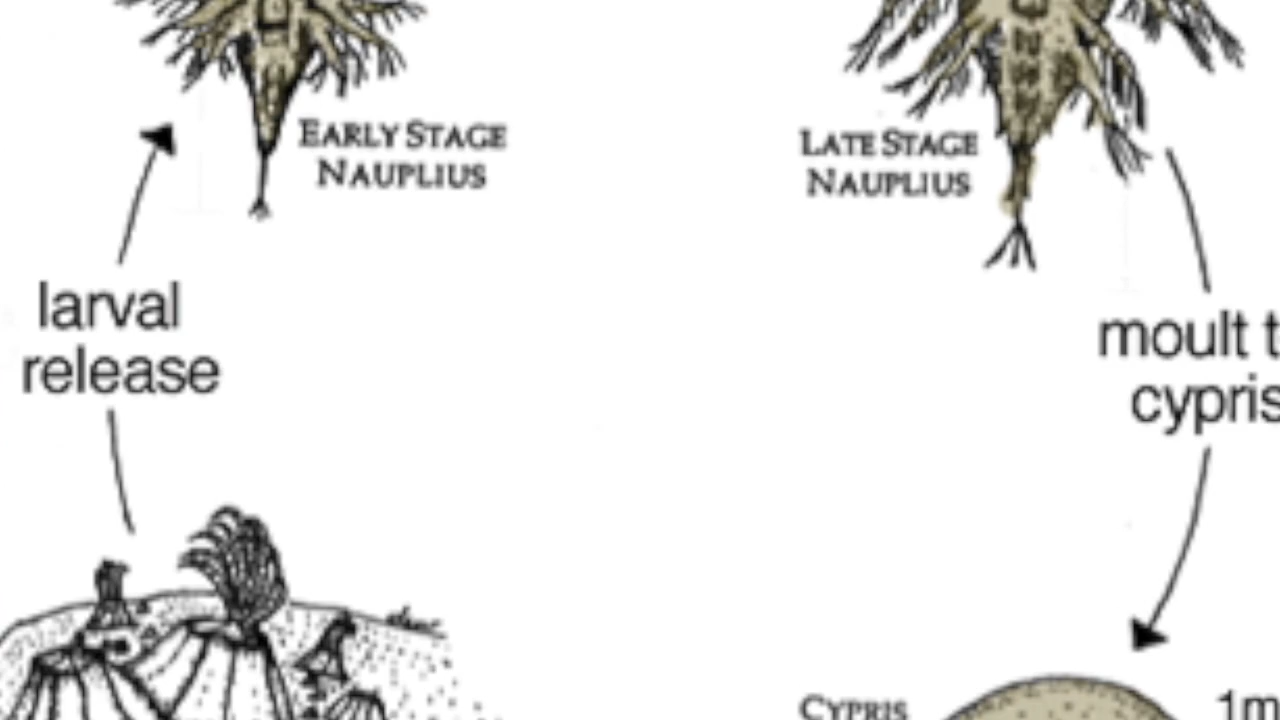 EARLY STAGE
NAUPLIUS
LATE STAGE
NAUPLIUS
larval
release
moult t
cypris
CYPRIS
1m